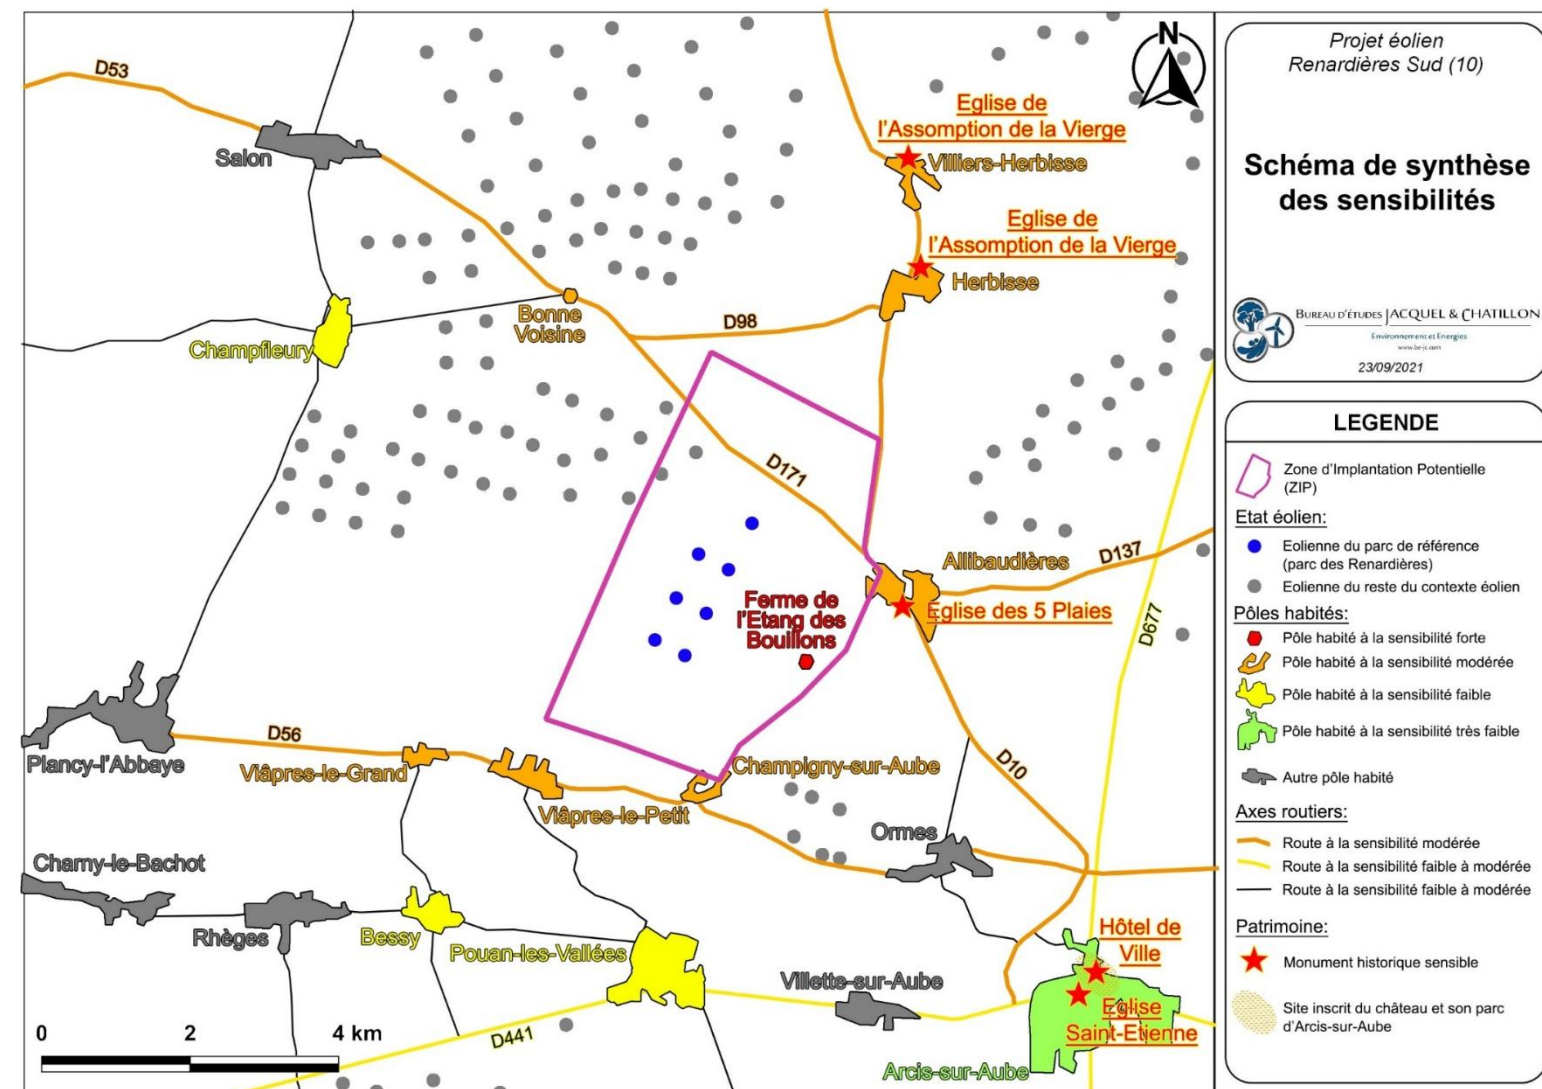 D53
Salon
Eglise de
l'Assomption de la Vierge
Villiers-Herbisse
Eglise de
l'Assomption de la Vierge
Herbisse
Bonne
Voisine
D98
Champfleury
D171
Allibaudières
D137
Ferme de
l'Etang des
Bouillons
Eglise des 5 Plaies
D677
Plancy-l'Abbaye
D56
Viâpres-le-Grand
Viâpres-le-Petit
Champigny-sur-Aube
D10
Ormes
Charny-le-Bachot
Rhèges
Bessy
Pouan-les-Vallées
Villette-sur-Aube
Hôtel de
Ville
Eglise
Saint-Etienne
Arcis-sur-Aube
D441
0 2 4 km
N
Projet éolien
Renardières Sud (10)
Schéma de synthèse
des sensibilités
BUREAU D'ÉTUDES JACQUEL & CHATILLON
Environnement et Energies
www.be-jc.com
23/09/2021
LEGENDE
Zone d'Implantation Potentielle
(ZIP)
Etat éolien:
Eolienne du parc de référence
(parc des Renardières)
Eolienne du reste du contexte éolien
Pôles habités:
Pôle habité à la sensibilité forte
Pôle habité à la sensibilité modérée
Pôle habité à la sensibilité faible
Pôle habité à la sensibilité très faible
Autre pôle habité
Axes routiers:
Route à la sensibilité modérée
Route à la sensibilité faible à modérée
Route à la sensibilité faible à modérée
Patrimoine:
Monument historique sensible
Site inscrit du château et son parc
d'Arcis-sur-Aube